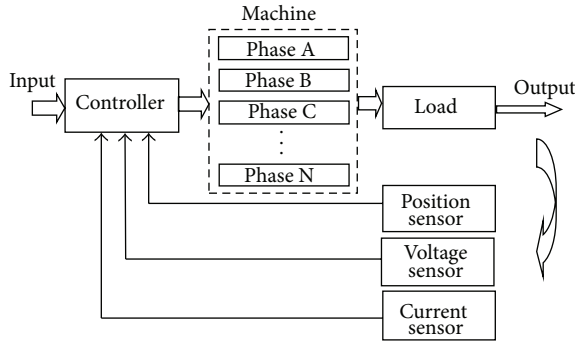 Machine
Phase A
Phase B
Phase C
Phase N
Input
Controller
Load
Output
Position
sensor
Voltage
sensor
Current
sensor